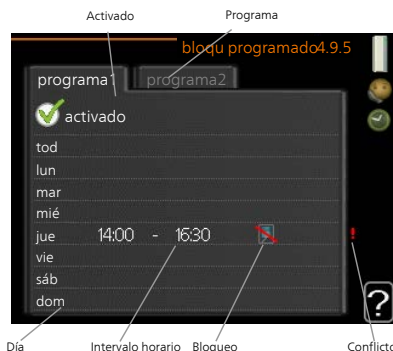 Activado Programa
bloqu programado4.9.5
programa1 programa2
activado
tod
lun
mar
mié
jue 14:00 - 16:30 !
vie
sáb
dom
?
Día Intervalo horario Bloqueo Conflicto